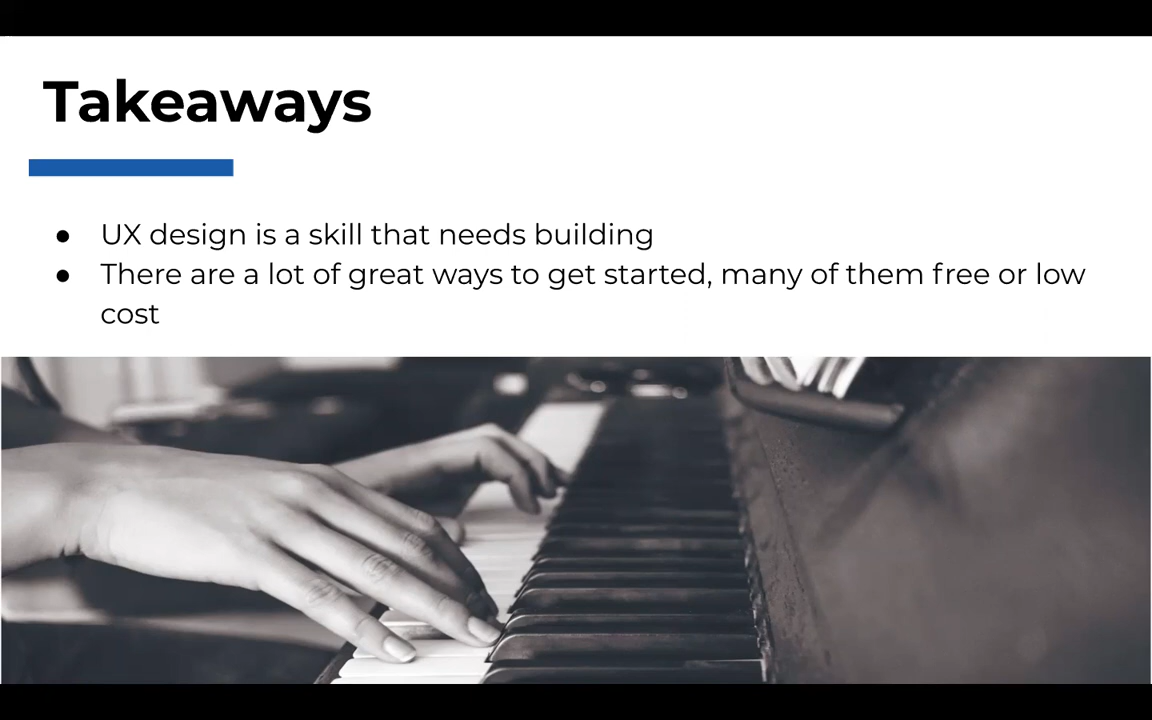 Takeaways
● UX design is a skill that needs building
● There are a lot of great ways to get started, many of them free or low
cost